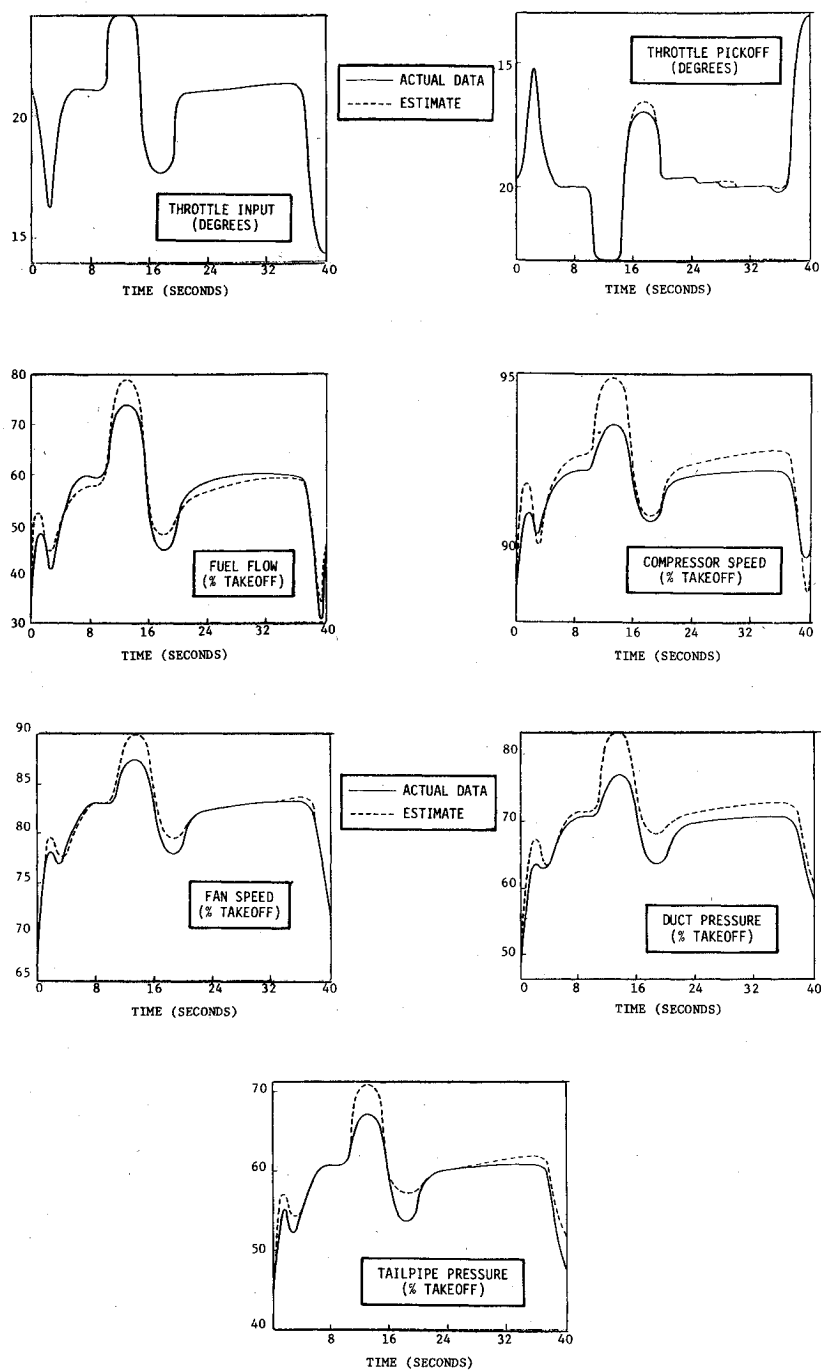 20
15
THROTTLE INPUT
(DEGREES)
0 8 16 24 32 40
TIME (SECONDS)
ACTUAL DATA
ESTIMATE
THROTTLE PICKOFF
(DEGREES)
15
20
0 8 16 24 32 40
TIME (SECONDS)
80
70
60
50
40
30
FUEL FLOW
(% TAKEOFF)
0 8 16 24 32 40
TIME (SECONDS)
95
90
COMPRESSOR SPEED
(% TAKEOFF)
0 8 16 24 32 40
TIME (SECONDS)
90
85
80
75
70
65
FAN SPEED
(% TAKEOFF)
0 8 16 24 32 40
TIME (SECONDS)
ACTUAL DATA
ESTIMATE
80
70
60
50
DUCT PRESSURE
(% TAKEOFF)
0 8 16 24 32 40
TIME (SECONDS)
70
60
50
40
TAILPIPE PRESSURE
(% TAKEOFF)
0 8 16 24 32 40
TIME (SECONDS)